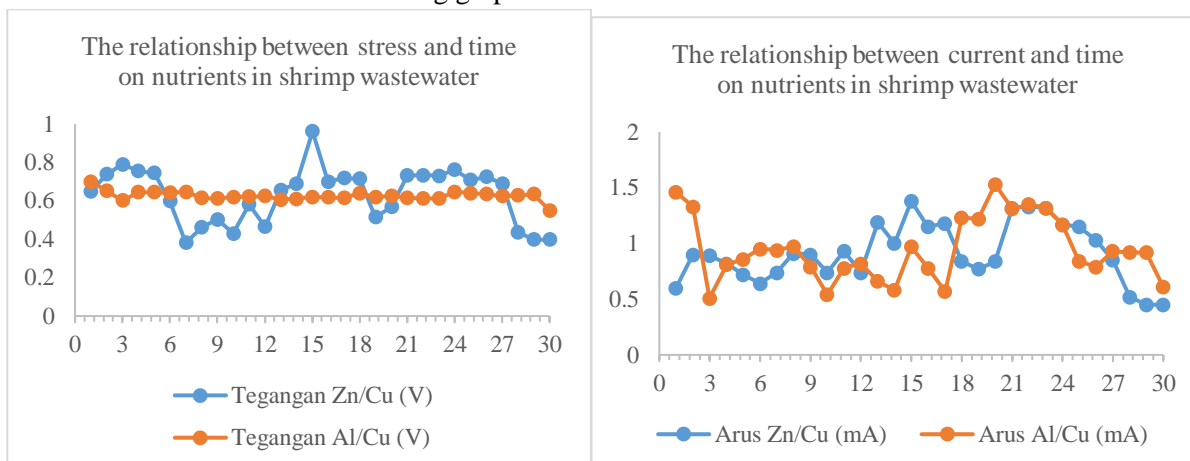 The relationship between stress and time
on nutrients in shrimp wastewater
1
0.8
0.6
0.4
0.2
0
0 3 6 9 12 15 18 21 24 27 30
Tegangan Zn/Cu (V)
Tegangan Al/Cu (V)
The relationship between current and time
on nutrients in shrimp wastewater
2
1.5
1
0.5
0
0 3 6 9 12 15 18 21 24 27 30
Arus Zn/Cu (mA) Arus Al/Cu (mA)